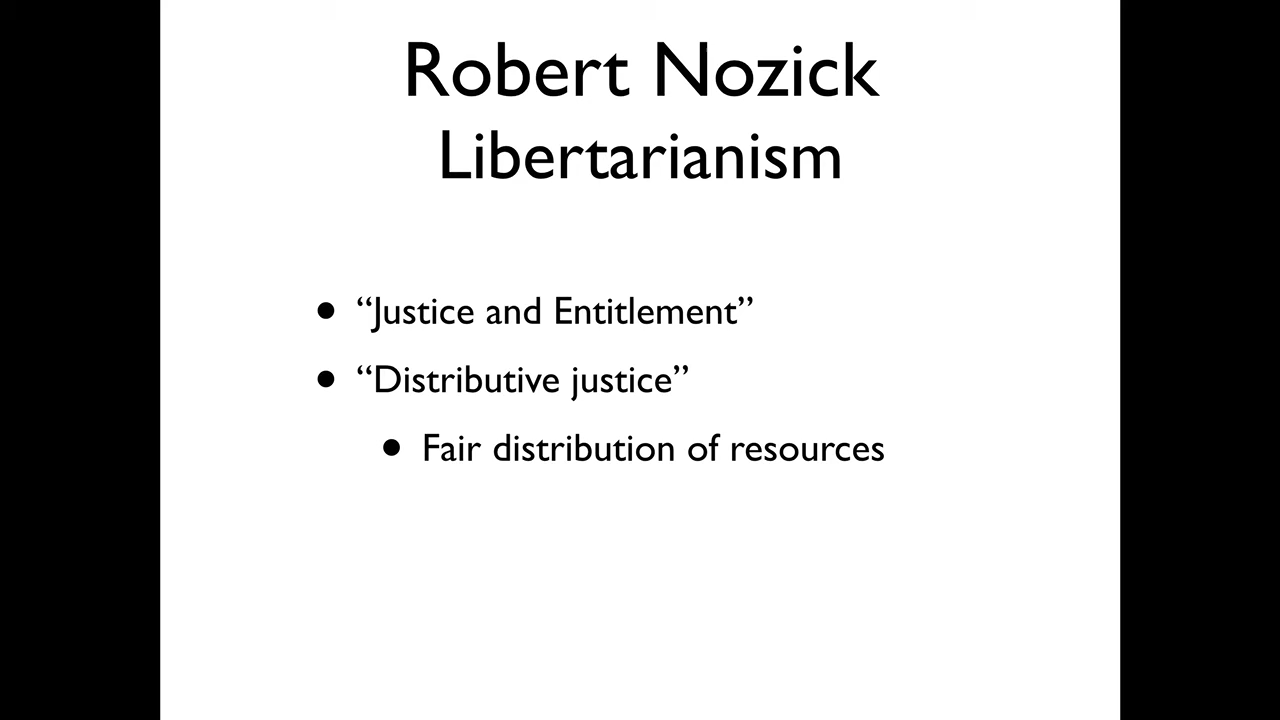 Robert Nozick
Libertarianism
• “Justice and Entitlement”
• “Distributive justice”
• Fair distribution of resources